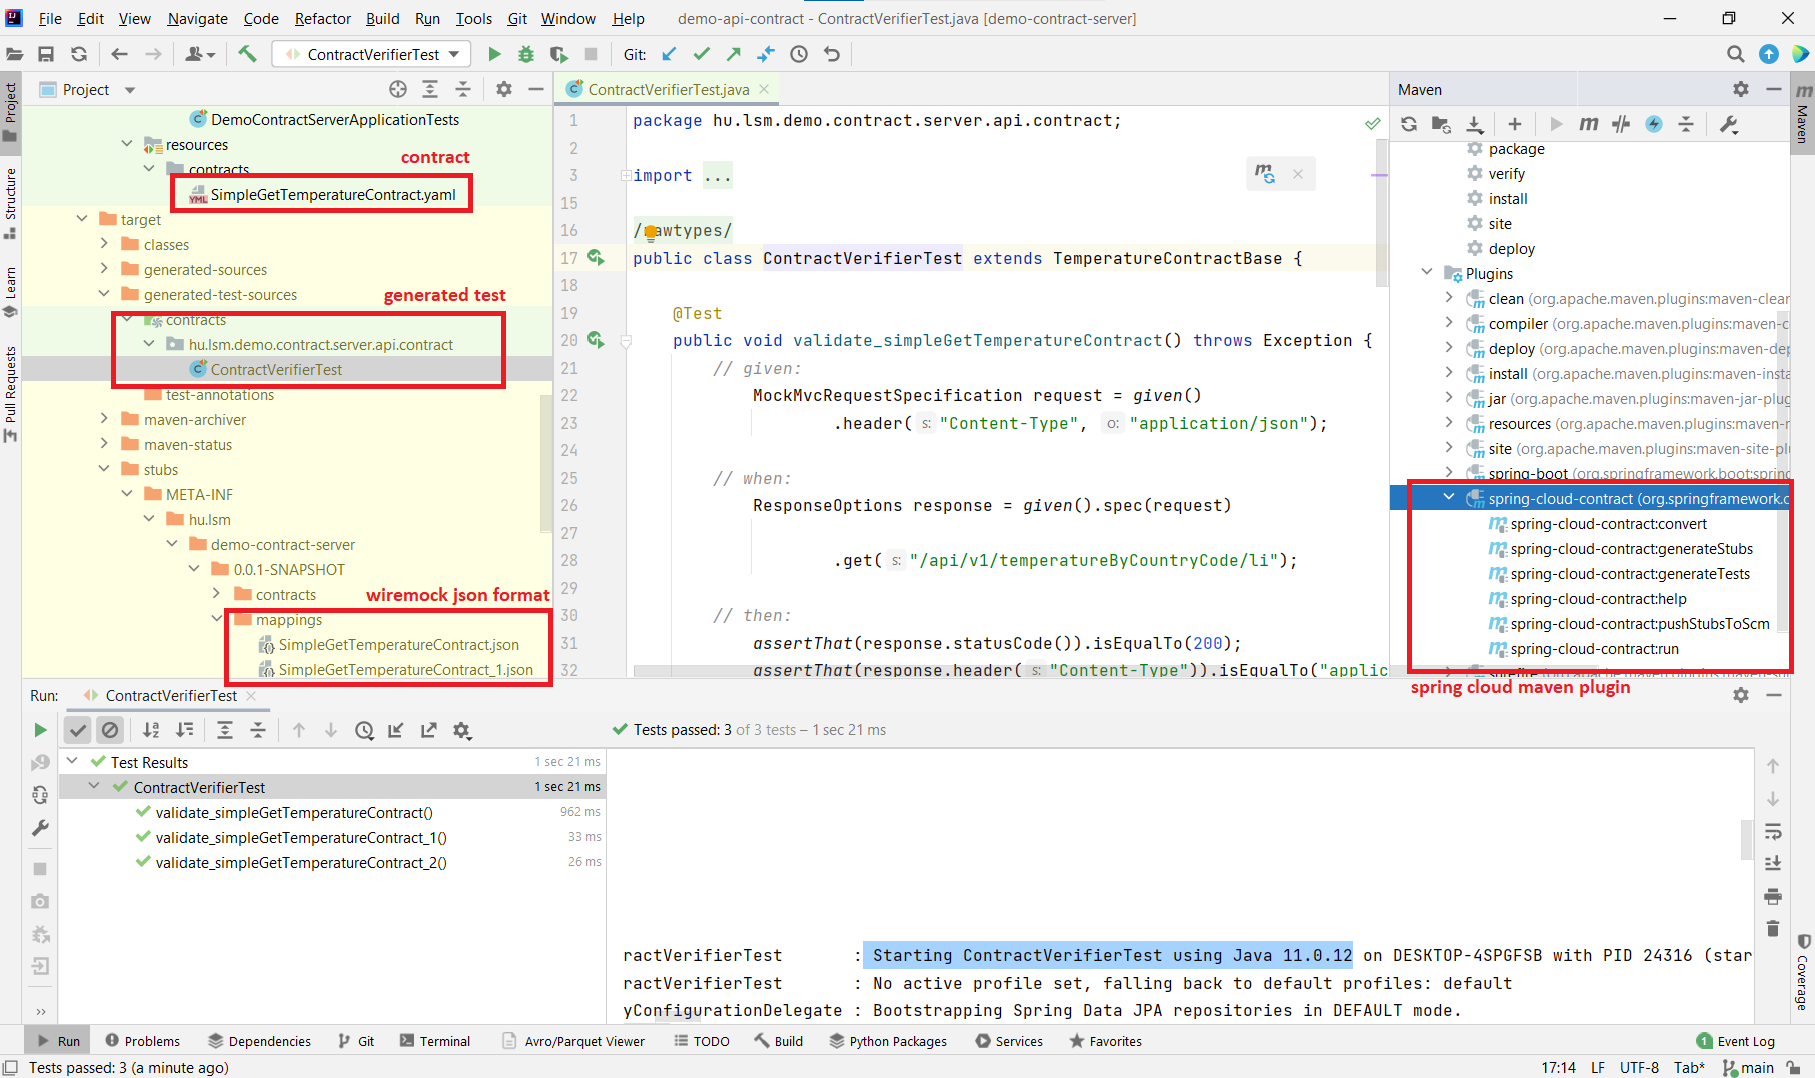 File Edit View Navigate Code Refactor Build Run Tools Git Window Help demo-api-contract - ContractVerifierTest.java [demo-contract-server]
ContractVerifierTest Git:
Project
ContractVerifierTest.java
Maven
Project
Structure
Learn
Pull Requests
DemoContractServerApplicationTests
resources
contract
contracts
YML SimpleGetTemperatureContract.yaml
target
classes
generated-sources
generated-test-sources
generated test
contracts
hu.lsm.demo.contract.server.api.contract
ContractVerifierTest
test-annotations
maven-archiver
maven-status
stubs
META-INF
hu.lsm
demo-contract-server
0.0.1-SNAPSHOT
contracts
wiremock json format
mappings
SimpleGetTemperatureContract.json
SimpleGetTemperatureContract_1.json
1 package hu.lsm.demo.contract.server.api.contract;
2
3 import ...
15
16 /rawtypes/
17 public class ContractVerifierTest extends TemperatureContractBase {
18
19 @Test
20 public void validate_simpleGetTemperatureContract() throws Exception {
21 // given:
22 MockMvcRequestSpecification request = given()
23 .header( s: "Content-Type", o: "application/json");
24
25 // when:
26 ResponseOptions response = given().spec(request)
27
28 .get( s: "/api/v1/temperatureByCountryCode/li");
29
30 // then:
31 assertThat(response.statusCode()).isEqualTo(200);
32 assertThat(response.header( s: "Content-Type")).isEqualTo("applic
package
verify
install
site
deploy
Plugins
clean (org.apache.maven.plugins:maven-clean
compiler (org.apache.maven.plugins:maven-c
deploy (org.apache.maven.plugins:maven-dep
install (org.apache.maven.plugins:maven-insta
jar (org.apache.maven.plugins:maven-jar-plug
resources (org.apache.maven.plugins:maven-r
site (org.apache.maven.plugins:maven-site-pl
spring-boot (org.springframework.boot:spring
spring-cloud-contract (org.springframework.c
spring-cloud-contract:convert
spring-cloud-contract:generateStubs
spring-cloud-contract:generateTests
spring-cloud-contract:help
spring-cloud-contract:pushStubsToScm
spring-cloud-contract:run
spring cloud maven plugin
Maven
Coverage
Run: ContractVerifierTest
Tests passed: 3 of 3 tests – 1 sec 21 ms
Test Results 1 sec 21 ms
ContractVerifierTest 1 sec 21 ms
validate_simpleGetTemperatureContract() 962 ms
validate_simpleGetTemperatureContract_1() 33 ms
validate_simpleGetTemperatureContract_2() 26 ms
ractVerifierTest : Starting ContractVerifierTest using Java 11.0.12 on DESKTOP-4SPGFSB with PID 24316 (star
ractVerifierTest : No active profile set, falling back to default profiles: default
yConfigurationDelegate : Bootstrapping Spring Data JPA repositories in DEFAULT mode.
Run Problems Dependencies Git Terminal Avro/Parquet Viewer TODO Build Python Packages Services Favorites 1 Event Log
Tests passed: 3 (a minute ago) 17:14 LF UTF-8 Tab* main